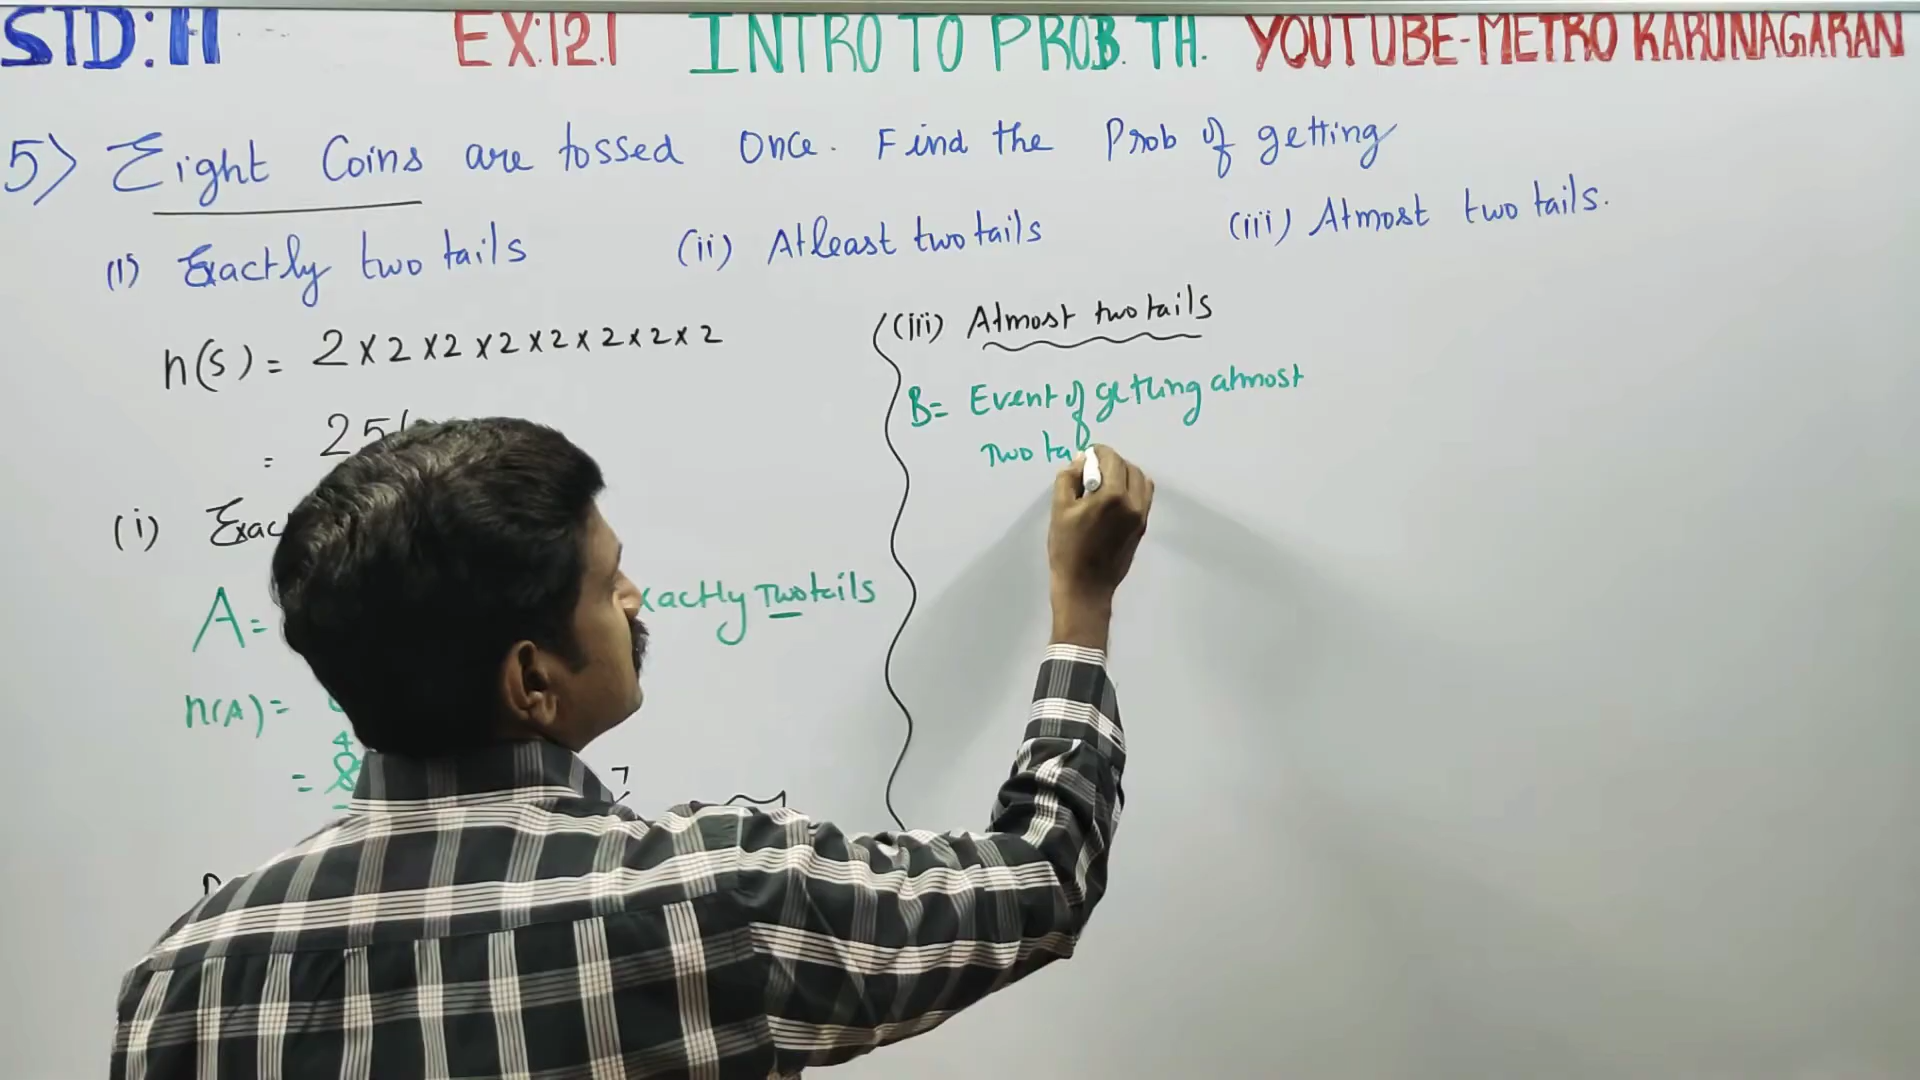 STD: 11 EX:12.1 INTRO TO PROB. TH. YOUTUBE-METRO KARUNAGARAN
5) Eight Coins are tossed Once. Find the Prob of getting
(i) Exactly two tails (ii) Atleast two tails (iii) Atmost two tails.
n(S) = 2 × 2 × 2 × 2 × 2 × 2 × 2 × 2
=
(i)
A= Two tails
n(A) =
=
(iii) Atmost two tails
B= Event of getting atmost
Two